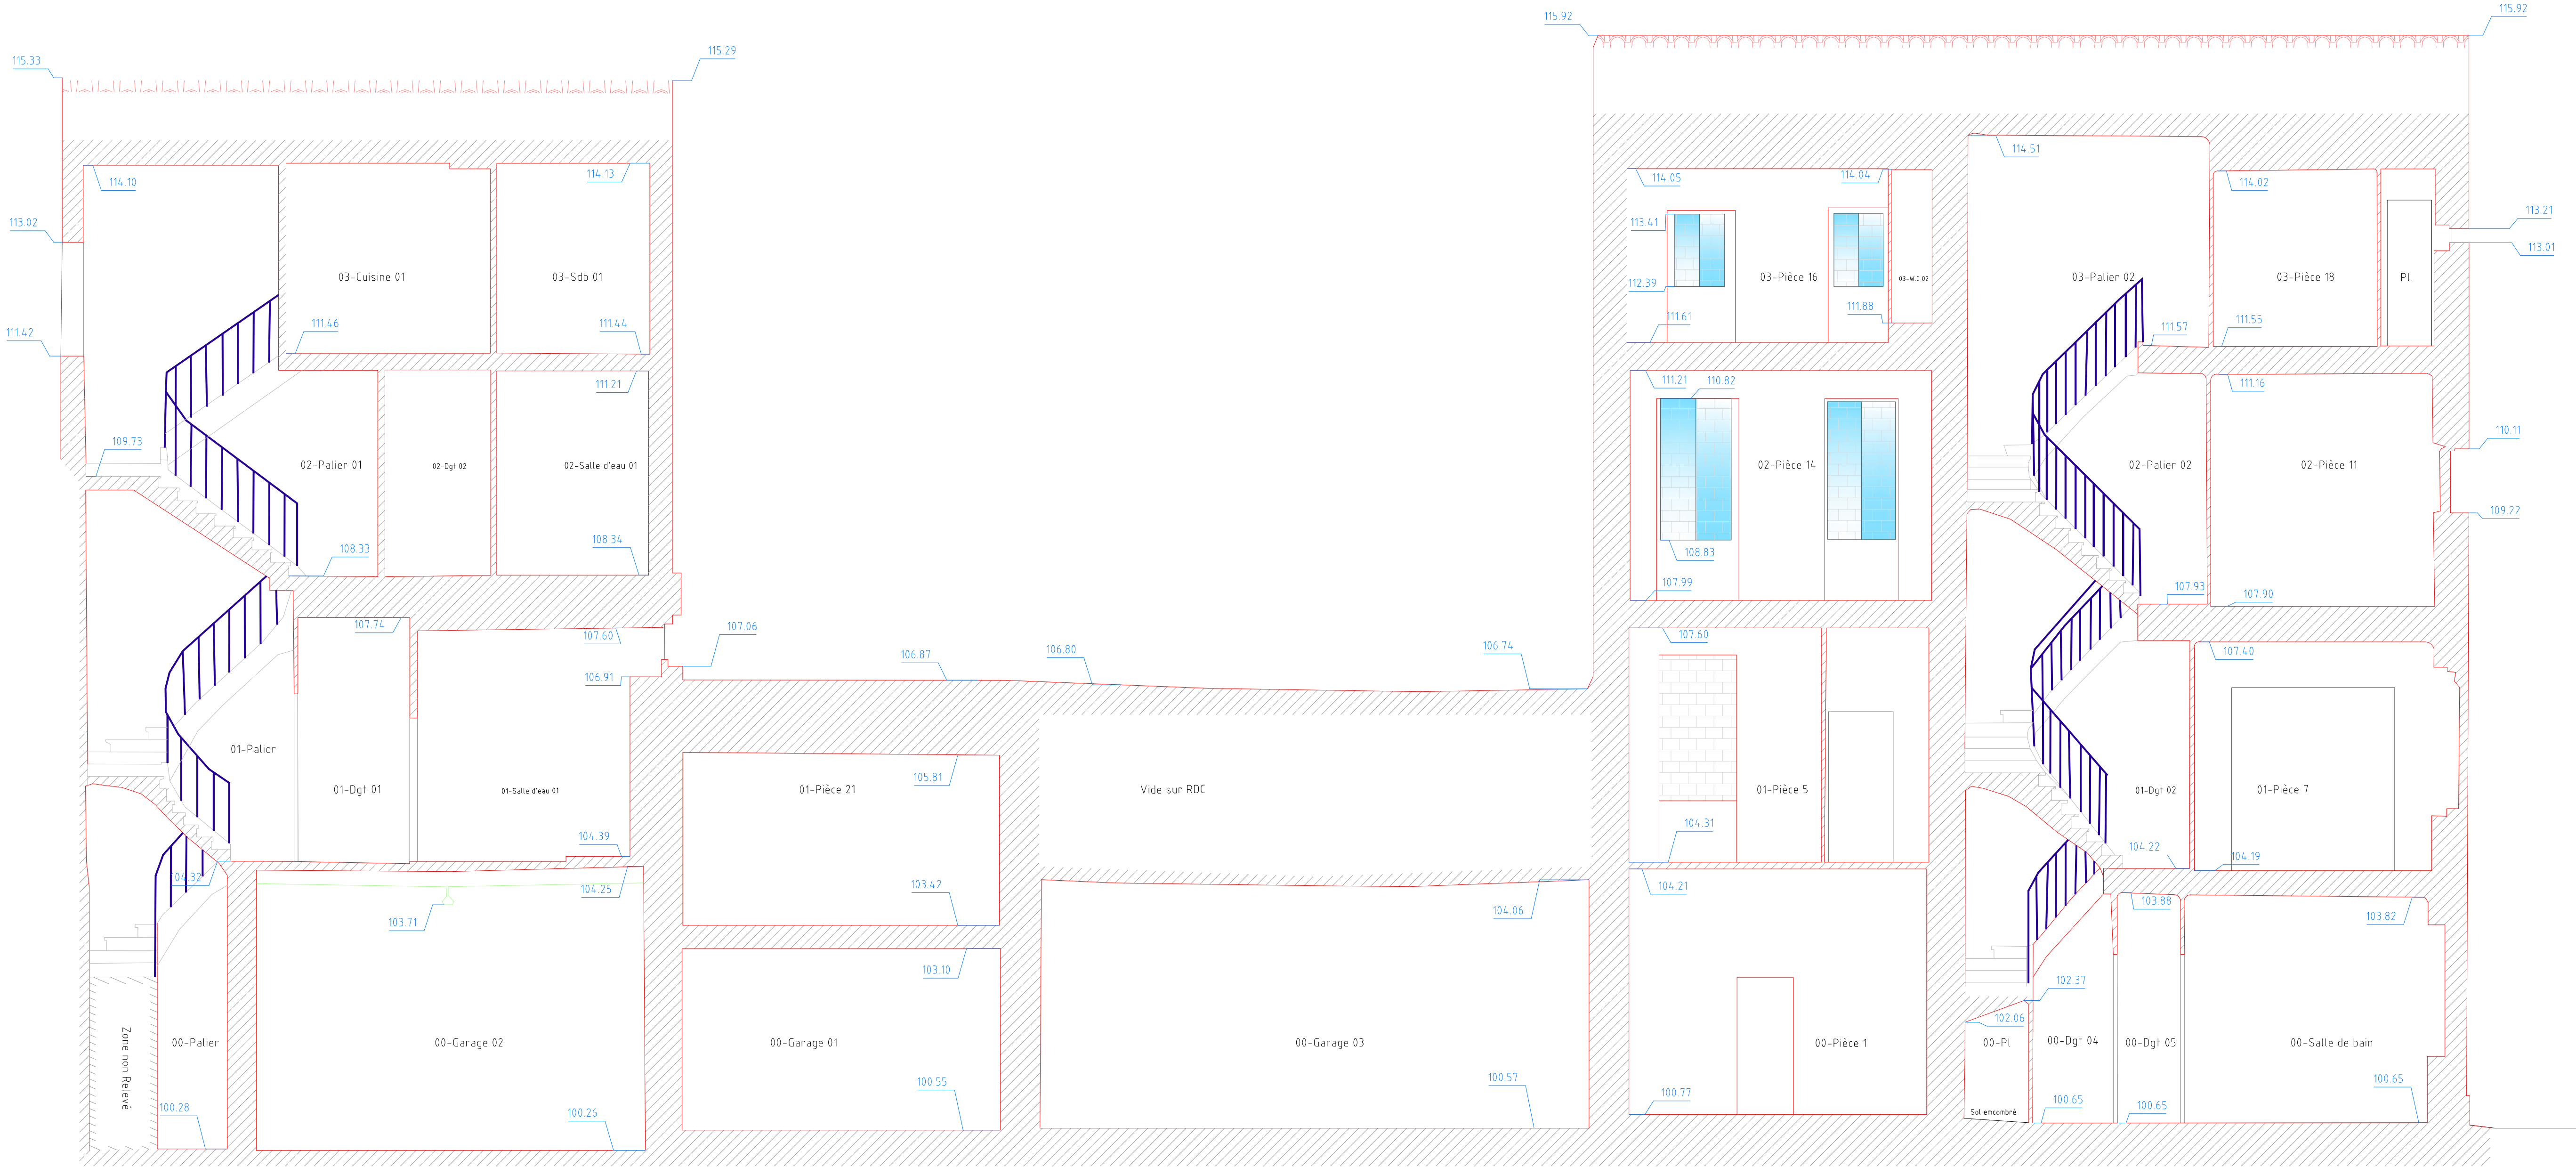 115.92
115.92
115.29
115.33
114.51
114.10
114.13
114.05
114.04
114.02
113.02
113.41
113.21
113.01
03-Cuisine 01
03-Sdb 01
112.39
03-Pièce 16
03-W.C 02
03-Palier 02
03-Pièce 18
Pl.
111.88
111.42
111.46
111.44
111.61
111.57
111.55
111.21
111.21
110.82
111.16
109.73
110.11
02-Palier 01
02-Dgt 02
02-Salle d'eau 01
02-Pièce 14
02-Palier 02
02-Pièce 11
109.22
108.33
108.34
108.83
107.99
107.93
107.90
107.74
107.60
107.06
107.60
106.87
106.80
106.74
107.40
106.91
01-Palier
105.81
01-Dgt 01
01-Salle d'eau 01
01-Pièce 21
Vide sur RDC
01-Pièce 5
01-Dgt 02
01-Pièce 7
104.31
104.39
104.22
104.19
104.32
104.25
103.42
104.21
103.71
104.06
103.88
103.82
103.10
102.37
102.06
Zone non Relevé
00-Palier
00-Garage 02
00-Garage 01
00-Garage 03
00-Pièce 1
00-Pl
00-Dgt 04
00-Dgt 05
00-Salle de bain
100.55
100.57
100.65
100.28
100.26
100.77
Sol emcombré
100.65
100.65